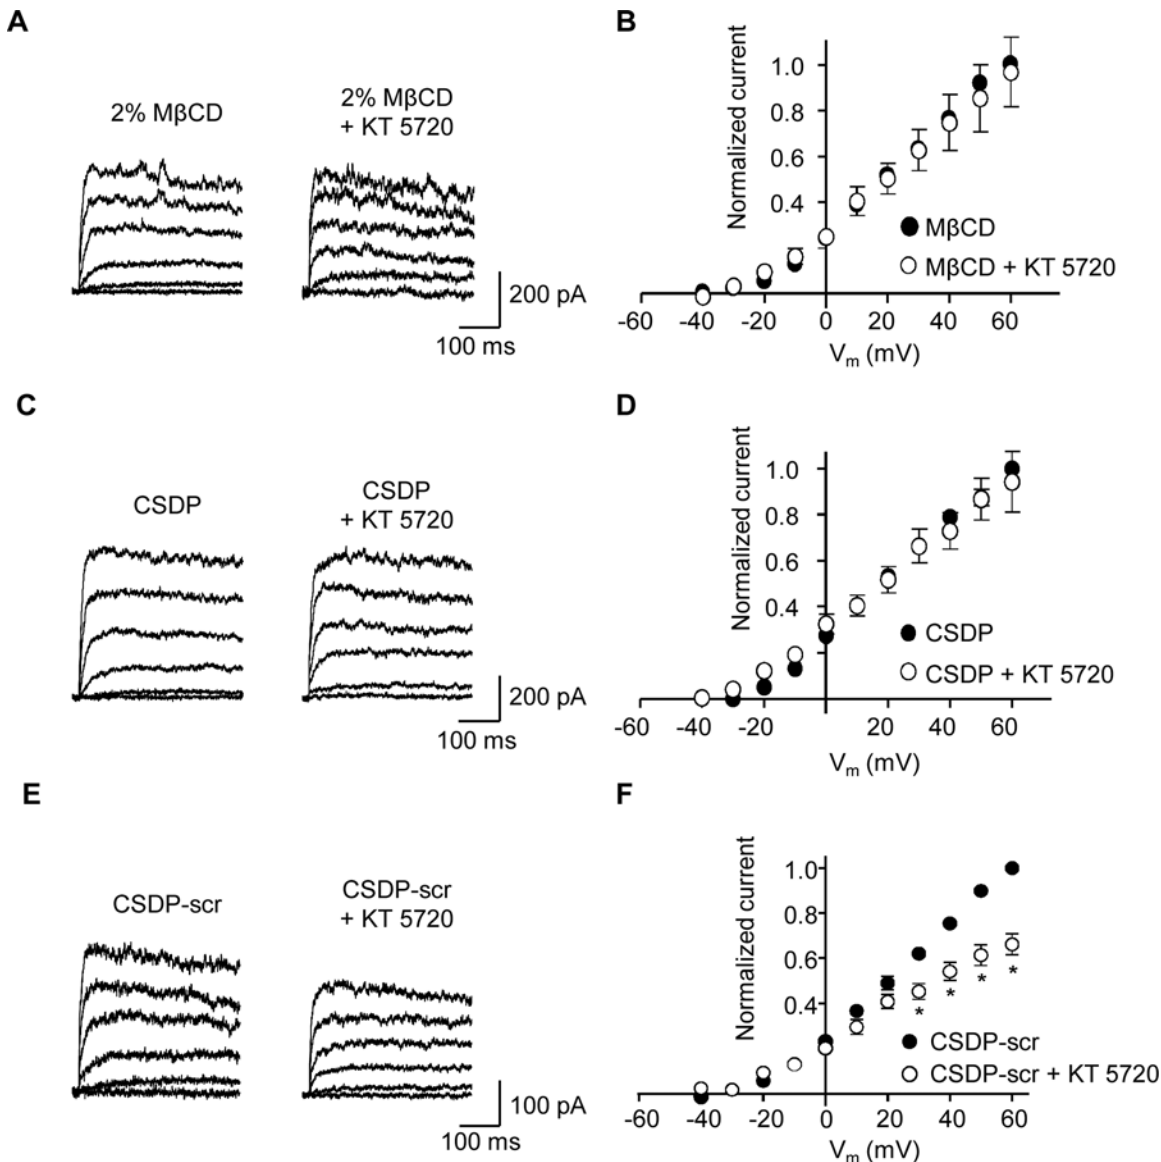 A
2% MβCD
2% MβCD
+ KT 5720
200 pA
100 ms
B
Normalized current
1.0
0.8
0.6
0.4
MβCD
MβCD + KT 5720
-60
-40
-20
0
20
40
60
Vm (mV)
C
CSDP
CSDP
+ KT 5720
200 pA
100 ms
D
Normalized current
1.0
0.8
0.6
0.4
CSDP
CSDP + KT 5720
-60
-40
-20
0
20
40
60
Vm (mV)
E
CSDP-scr
CSDP-scr
+ KT 5720
100 pA
100 ms
F
Normalized current
1.0
0.8
0.6
0.4
*
*
*
*
CSDP-scr
CSDP-scr + KT 5720
-60
-40
-20
0
20
40
60
Vm (mV)